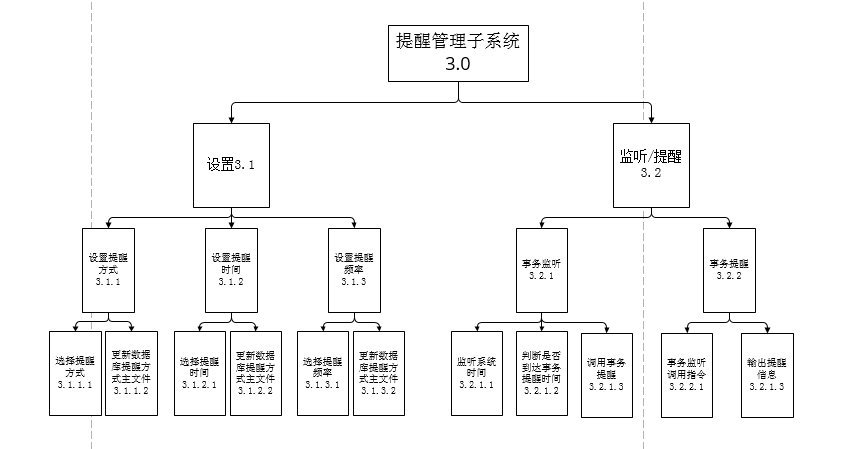 提醒管理子系统
3.0
设置3.1
监听/提醒
3.2
设置提醒
方式
3.1.1
设置提醒
时间
3.1.2
设置提醒
频率
3.1.3
事务监听
3.2.1
事务提醒
3.2.2
选择提醒
方式
3.1.1.1
更新数据
库提醒方
式主文件
3.1.1.2
选择提醒
时间
3.1.2.1
更新数据
库提醒方
式主文件
3.1.2.2
选择提醒
频率
3.1.3.1
更新数据
库提醒方
式主文件
3.1.3.2
监听系统
时间
3.2.1.1
判断是否
到达事务
提醒时间
3.2.1.2
调用事务
提醒
3.2.1.3
事务监听
调用指令
3.2.2.1
输出提醒
信息
3.2.1.3